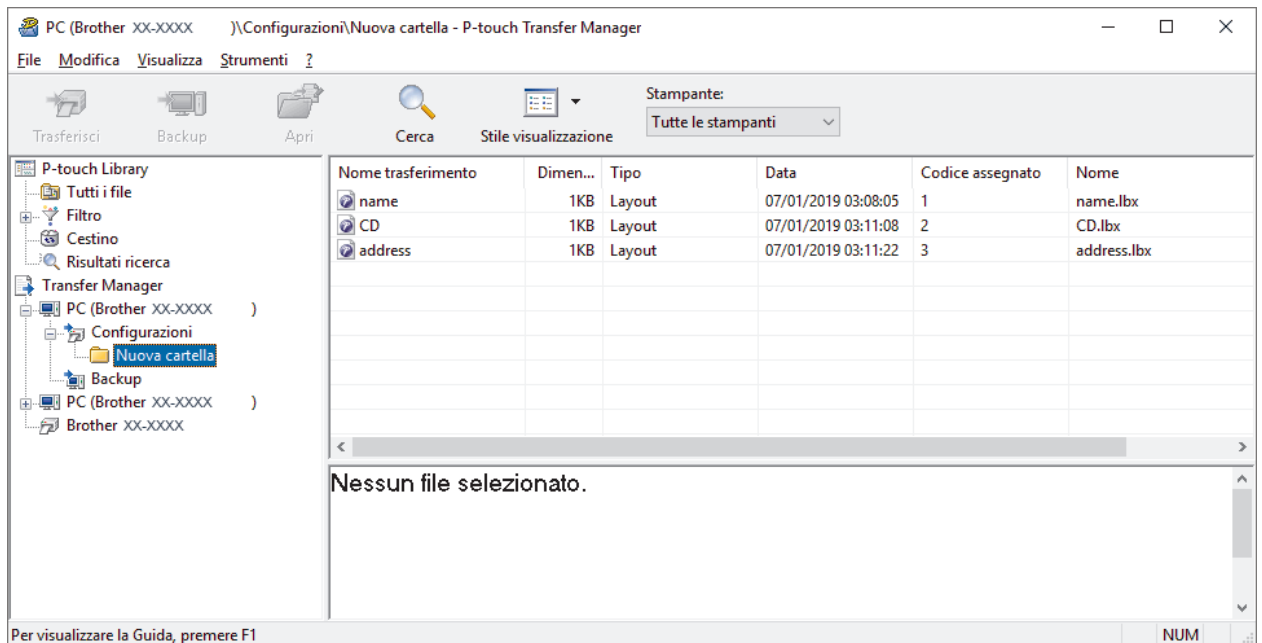 PC (Brother XX-XXXX )\Configurazioni\Nuova cartella - P-touch Transfer Manager
File Modifica Visualizza Strumenti ?
Trasferisci Backup Apri Cerca Stile visualizzazione
Stampante:
Tutte le stampanti
P-touch Library
Tutti i file
Filtro
Cestino
Risultati ricerca
Transfer Manager
PC (Brother XX-XXXX )
Configurazioni
Nuova cartella
Backup
PC (Brother XX-XXXX )
Brother XX-XXXX
Nome trasferimento Dimen... Tipo Data Codice assegnato Nome
name 1KB Layout 07/01/2019 03:08:05 1 name.lbx
CD 1KB Layout 07/01/2019 03:11:08 2 CD.lbx
address 1KB Layout 07/01/2019 03:11:22 3 address.lbx
Nessun file selezionato.
Per visualizzare la Guida, premere F1 NUM